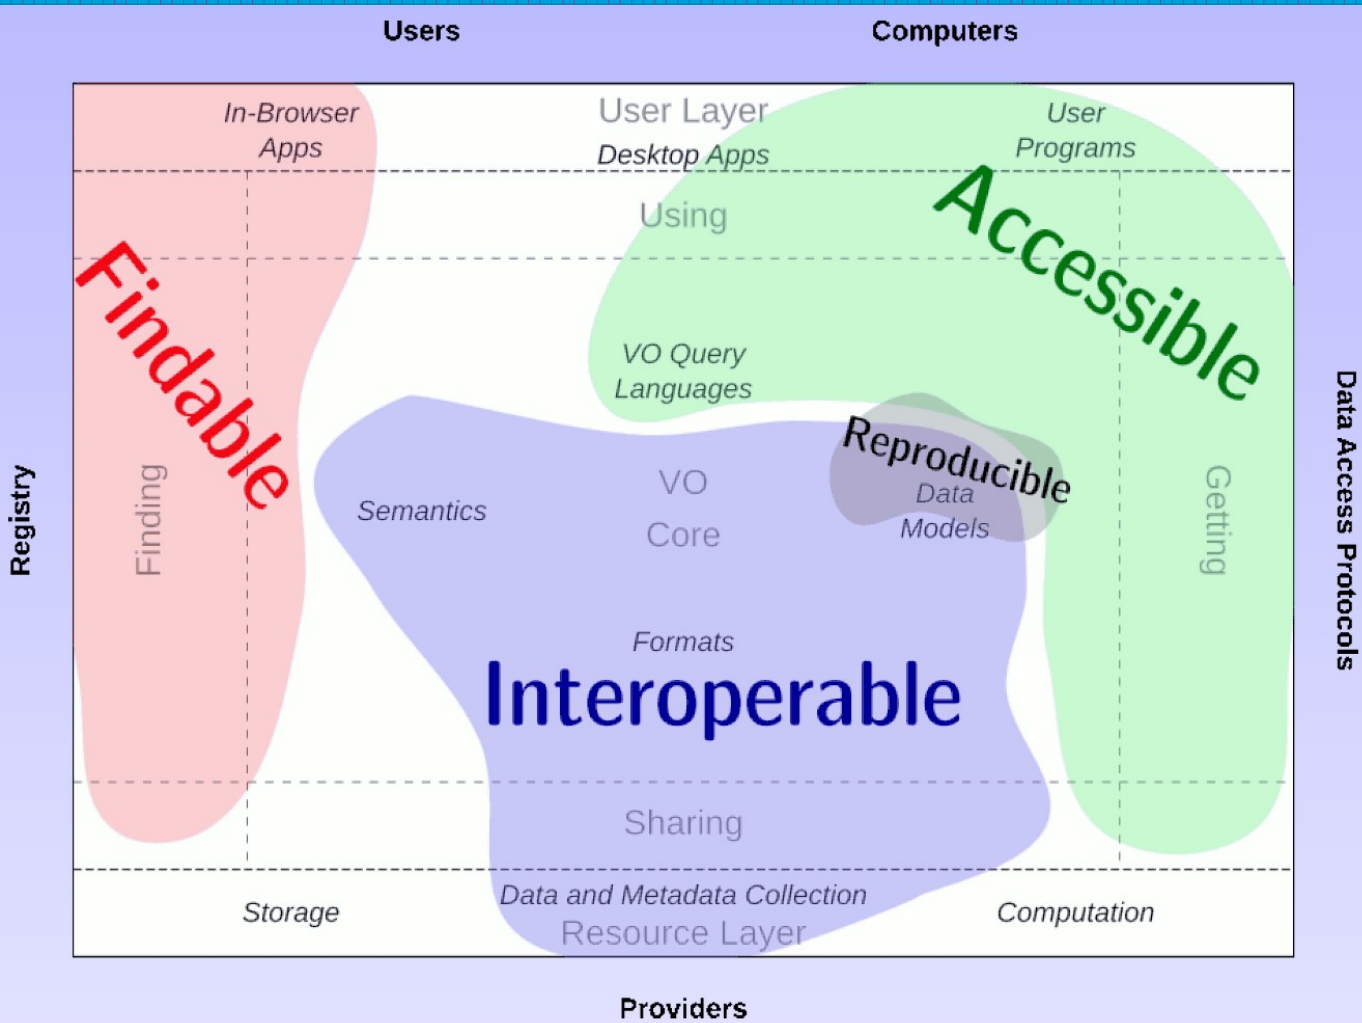 Users
Computers
In-Browser
Apps
User Layer
Desktop Apps
User
Programs
Using
Accessible
Findable
VO Query
Languages
Reproducible
Data
Models
Registry
Finding
Semantics
VO
Core
Getting
Data Access Protocols
Formats
Interoperable
Sharing
Storage
Data and Metadata Collection
Resource Layer
Computation
Providers